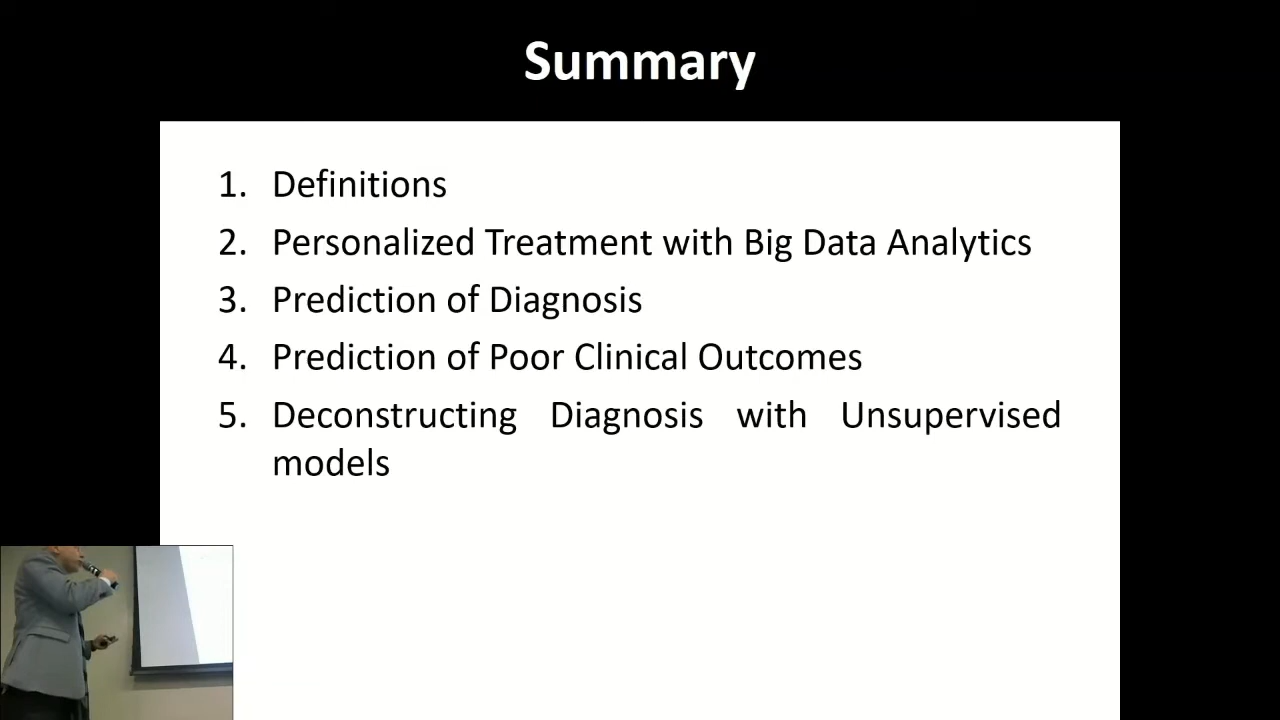 Summary
1. Definitions
2. Personalized Treatment with Big Data Analytics
3. Prediction of Diagnosis
4. Prediction of Poor Clinical Outcomes
5. Deconstructing Diagnosis with Unsupervised
models